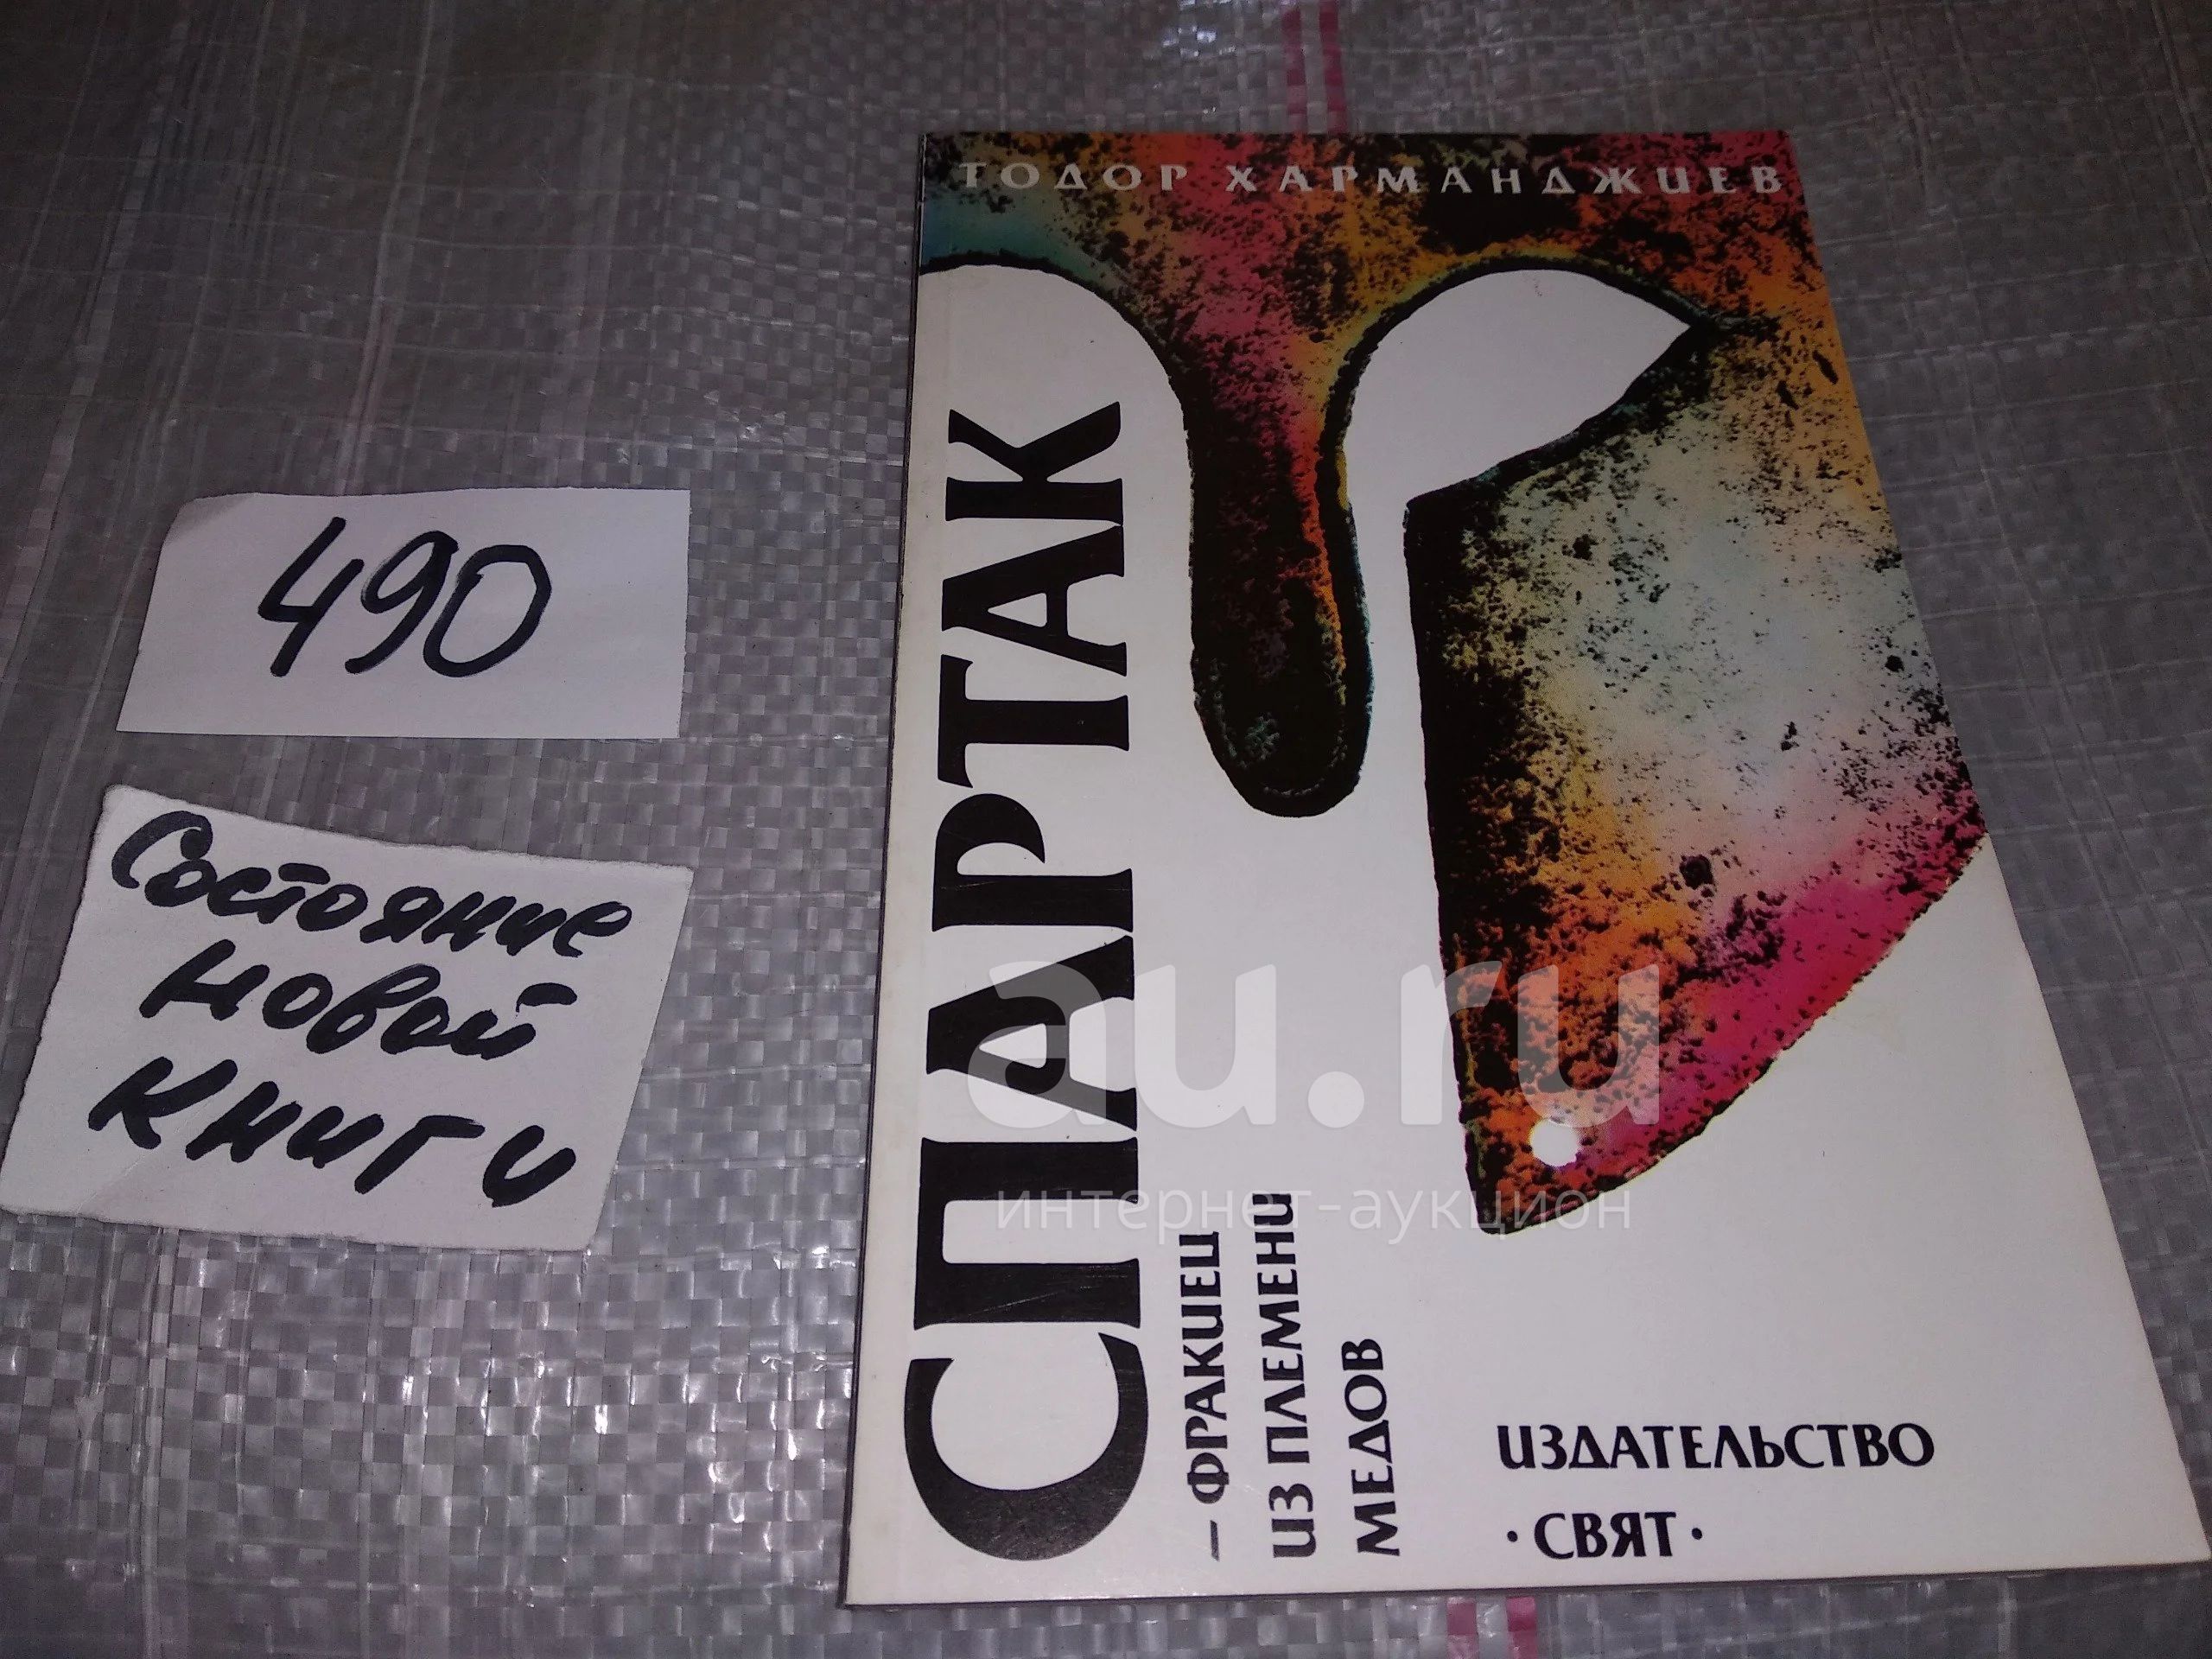 490
Состояние
новой
книги
ТОДОР ХАРМАНДЖИЕВ
СПАРТАК
– ФРАКИЕЦ
ИЗ ПЛЕМЕНИ
МЕДОВ
ИЗДАТЕЛЬСТВО
· СВЯТ ·
au.ru
интернет-аукцион